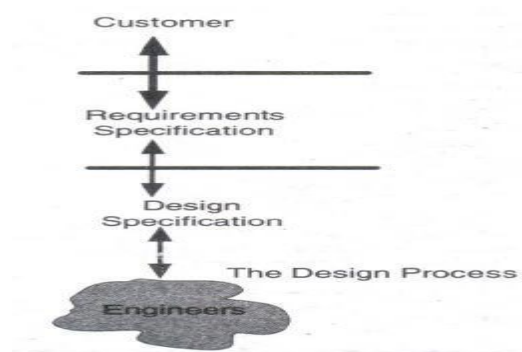 Customer
Requirements
Specification
Design
Specification
The Design Process
Engineers